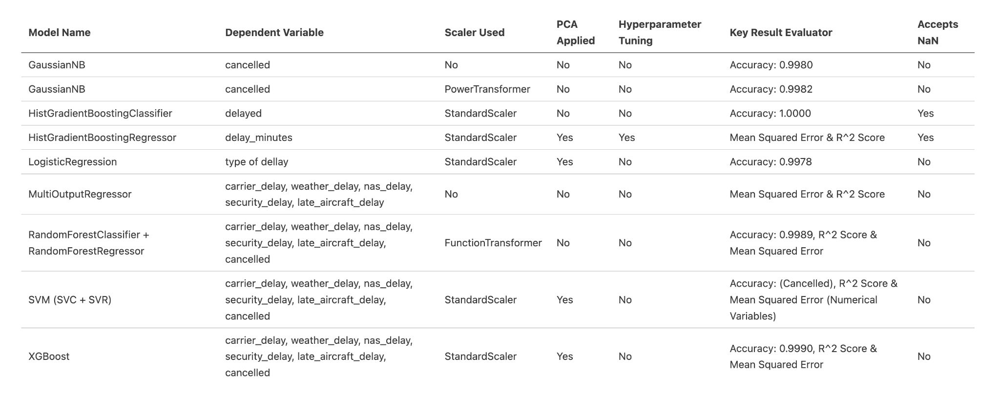 Model Name Dependent Variable Scaler Used PCA Applied Hyperparameter Tuning Key Result Evaluator Accepts NaN
GaussianNB cancelled No No No Accuracy: 0.9980 No
GaussianNB cancelled PowerTransformer No No Accuracy: 0.9982 No
HistGradientBoostingClassifier delayed StandardScaler No No Accuracy: 1.0000 Yes
HistGradientBoostingRegressor delay_minutes StandardScaler Yes Yes Mean Squared Error & R^2 Score Yes
LogisticRegression type of dellay StandardScaler Yes No Accuracy: 0.9978 No
MultiOutputRegressor carrier_delay, weather_delay, nas_delay, security_delay, late_aircraft_delay No No No Mean Squared Error & R^2 Score No
RandomForestClassifier + RandomForestRegressor carrier_delay, weather_delay, nas_delay, security_delay, late_aircraft_delay, cancelled FunctionTransformer No No Accuracy: 0.9989, R^2 Score & Mean Squared Error No
SVM (SVC + SVR) carrier_delay, weather_delay, nas_delay, security_delay, late_aircraft_delay, cancelled StandardScaler Yes No Accuracy: (Cancelled), R^2 Score & Mean Squared Error (Numerical Variables) No
XGBoost carrier_delay, weather_delay, nas_delay, security_delay, late_aircraft_delay, cancelled StandardScaler Yes No Accuracy: 0.9990, R^2 Score & Mean Squared Error No